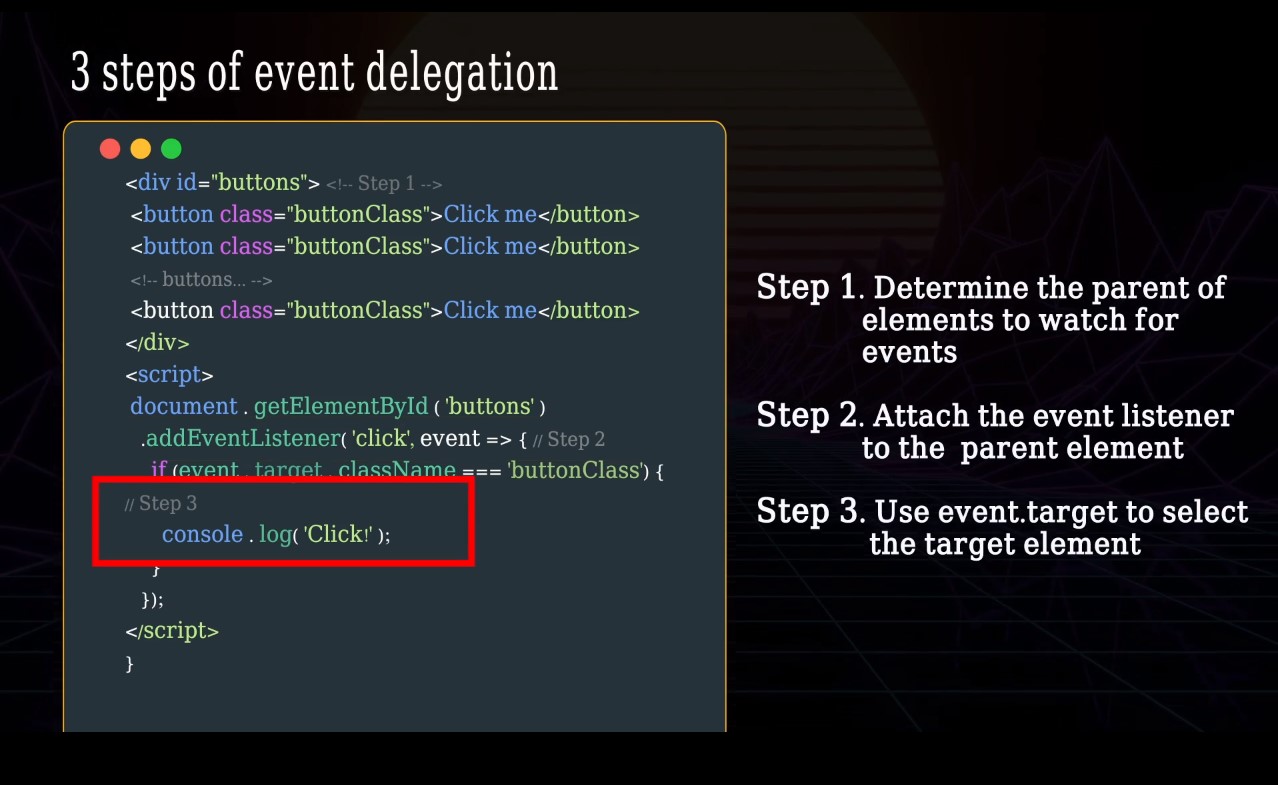 3 steps of event delegation
<div id="buttons"> <!-- Step 1 -->
<button class="buttonClass">Click me</button>
<button class="buttonClass">Click me</button>
<!-- buttons... -->
<button class="buttonClass">Click me</button>
</div>
<script>
document . getElementById ( 'buttons' )
.addEventListener( 'click', event => { // Step 2
if (event . target . className === 'buttonClass') {
// Step 3
console . log( 'Click!' );
}
});
</script>
}
Step 1. Determine the parent of
elements to watch for
events
Step 2. Attach the event listener
to the parent element
Step 3. Use event.target to select
the target element